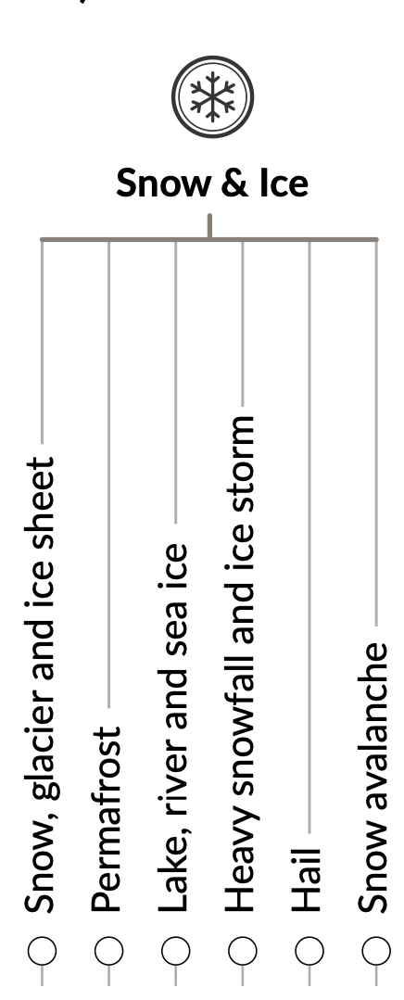 Snow & Ice
Snow, glacier and ice sheet
Permafrost
Lake, river and sea ice
Heavy snowfall and ice storm
Hail
Snow avalanche